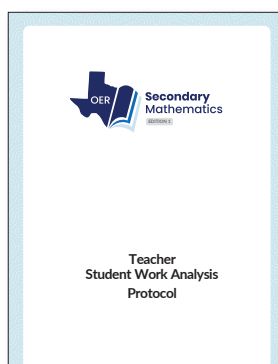 OER
Secondary
Mathematics
EDITION 1
Teacher
Student Work Analysis
Protocol